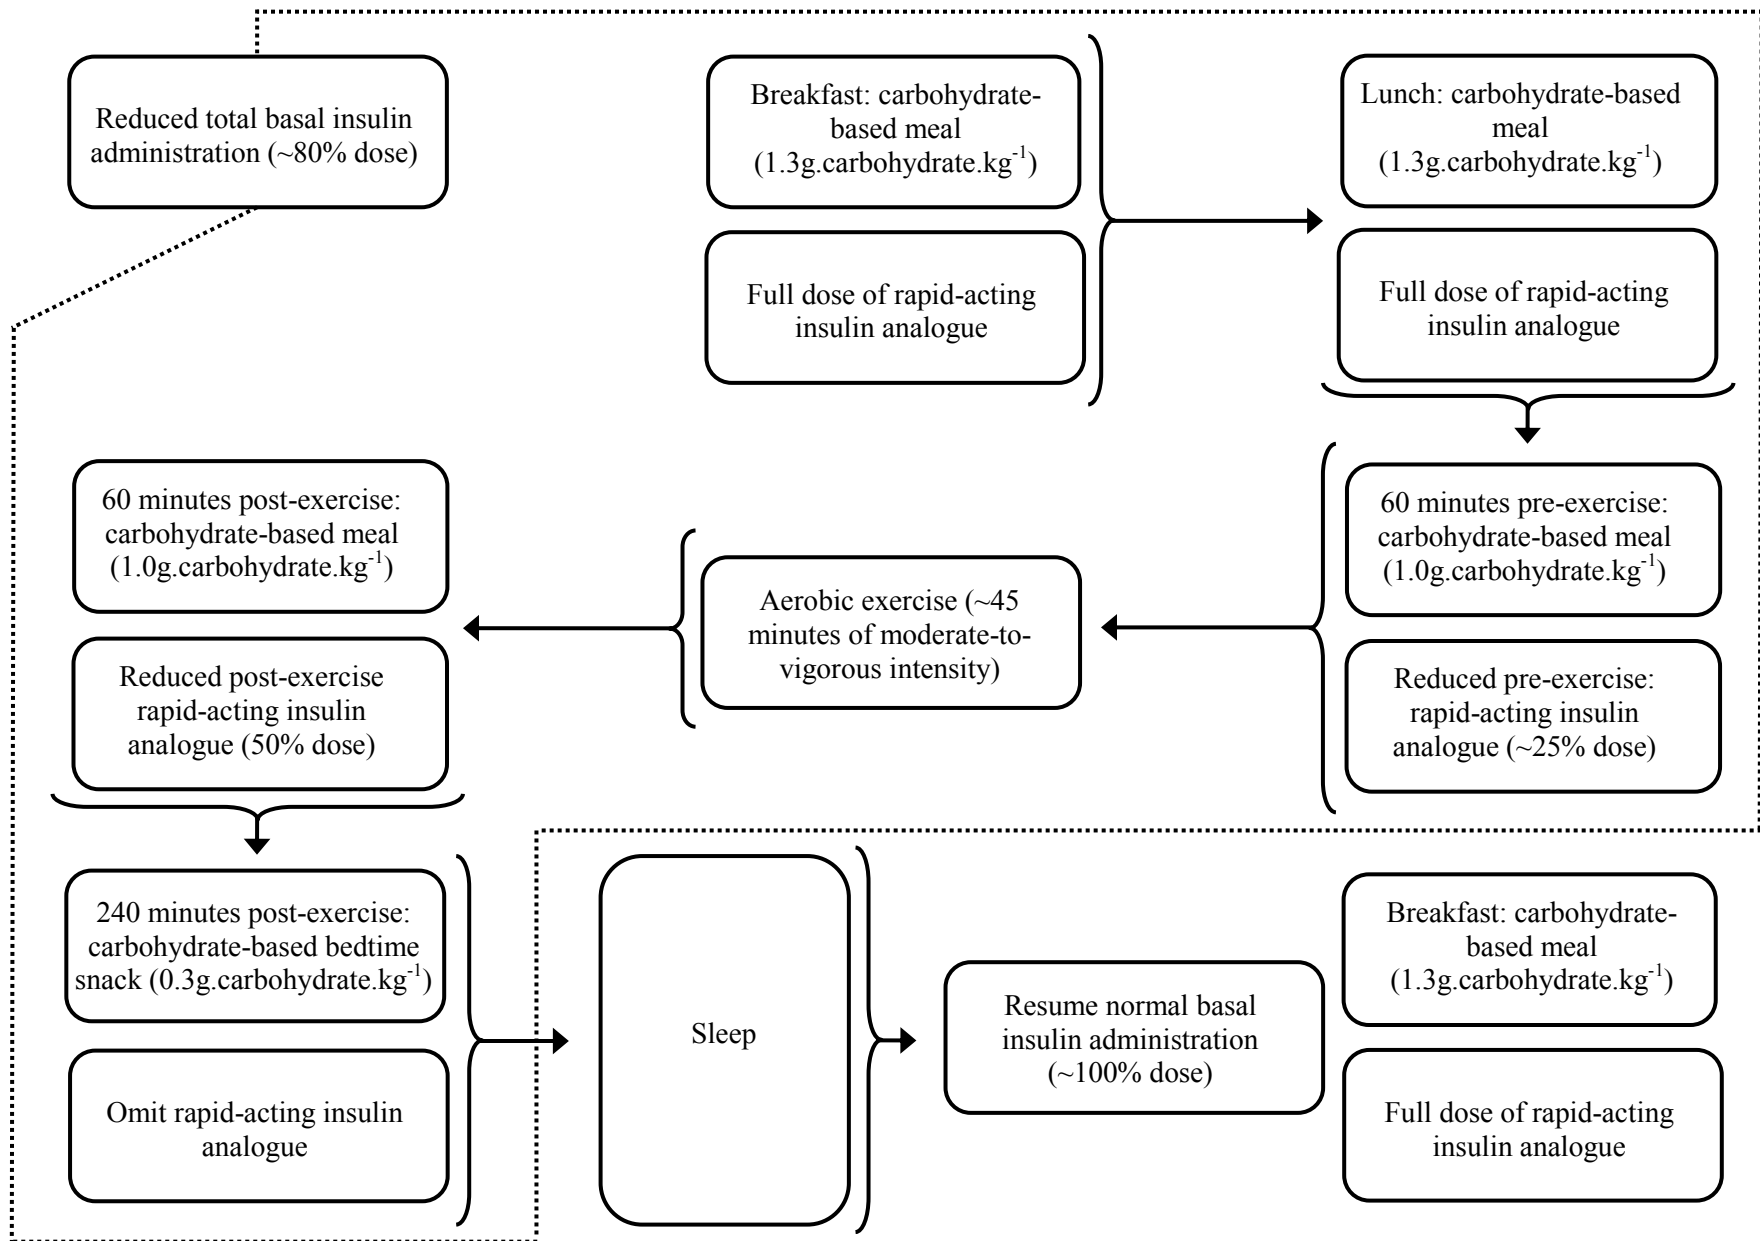 Reduced total basal insulin
administration (~80% dose)
Breakfast: carbohydrate-
based meal
(1.3g.carbohydrate.kg⁻¹)
Full dose of rapid-acting
insulin analogue
Lunch: carbohydrate-based
meal
(1.3g.carbohydrate.kg⁻¹)
Full dose of rapid-acting
insulin analogue
60 minutes pre-exercise:
carbohydrate-based meal
(1.0g.carbohydrate.kg⁻¹)
Reduced pre-exercise:
rapid-acting insulin
analogue (~25% dose)
Aerobic exercise (~45
minutes of moderate-to-
vigorous intensity)
60 minutes post-exercise:
carbohydrate-based meal
(1.0g.carbohydrate.kg⁻¹)
Reduced post-exercise
rapid-acting insulin
analogue (50% dose)
240 minutes post-exercise:
carbohydrate-based bedtime
snack (0.3g.carbohydrate.kg⁻¹)
Omit rapid-acting insulin
analogue
Sleep
Resume normal basal
insulin administration
(~100% dose)
Breakfast: carbohydrate-
based meal
(1.3g.carbohydrate.kg⁻¹)
Full dose of rapid-acting
insulin analogue